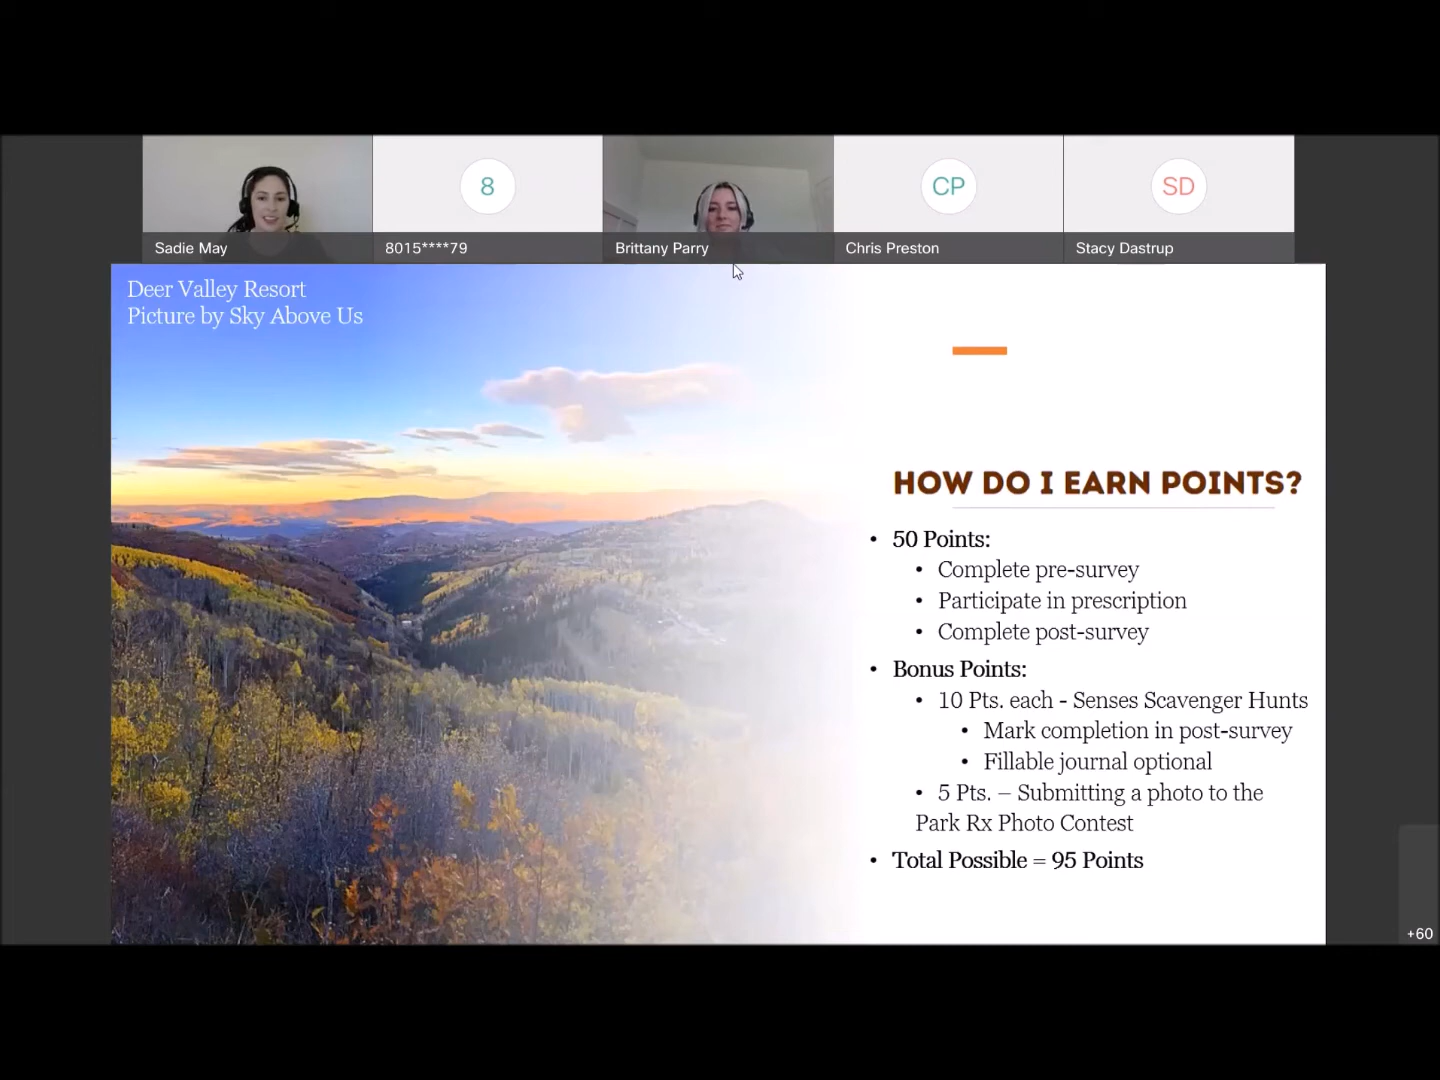 8
CP
SD
Sadie May
8015****79
Brittany Parry
Chris Preston
Stacy Dastrup
Deer Valley Resort
Picture by Sky Above Us
HOW DO I EARN POINTS?
• 50 Points:
• Complete pre-survey
• Participate in prescription
• Complete post-survey
• Bonus Points:
• 10 Pts. each - Senses Scavenger Hunts
• Mark completion in post-survey
• Fillable journal optional
• 5 Pts. – Submitting a photo to the
Park Rx Photo Contest
• Total Possible = 95 Points
+60